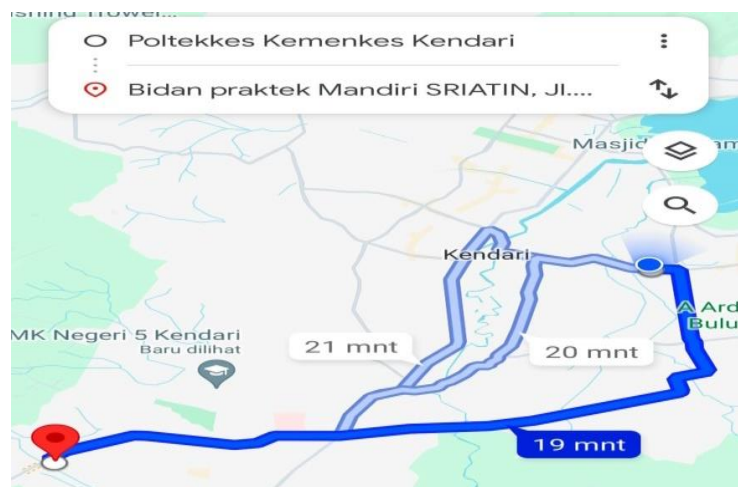 Poltekkes Kemenkes Kendari
Bidan praktek Mandiri SRIATIN, Jl....
Kendari
MK Negeri 5 Kendari
Baru dilihat
21 mnt
20 mnt
19 mnt
A Ard
Bulu